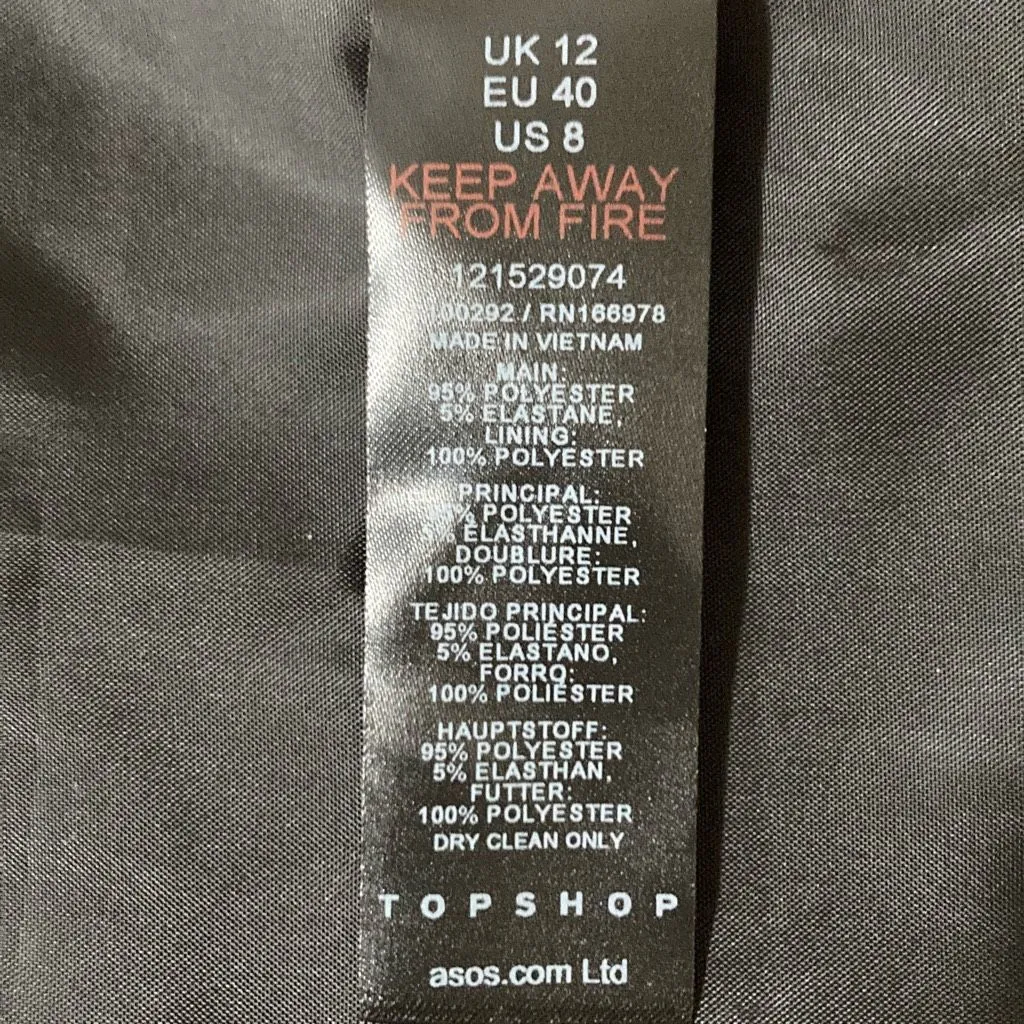 UK 12
EU 40
US 8
KEEP AWAY
FROM FIRE
121529074
/ RN166978
MADE IN VIETNAM
MAIN:
95% POLYESTER
5% ELASTANE,
LINING:
100% POLYESTER
PRINCIPAL:
POLYESTER
ELASTHANNE,
DOUBLURE:
100% POLYESTER
TEJIDO PRINCIPAL:
95% POLIÉSTER
5% ELASTANO,
FORRO:
100% POLIÉSTER
HAUPTSTOFF:
95% POLYESTER
5% ELASTHAN,
FUTTER:
100% POLYESTER
DRY CLEAN ONLY
TOPSHOP
asos.com Ltd